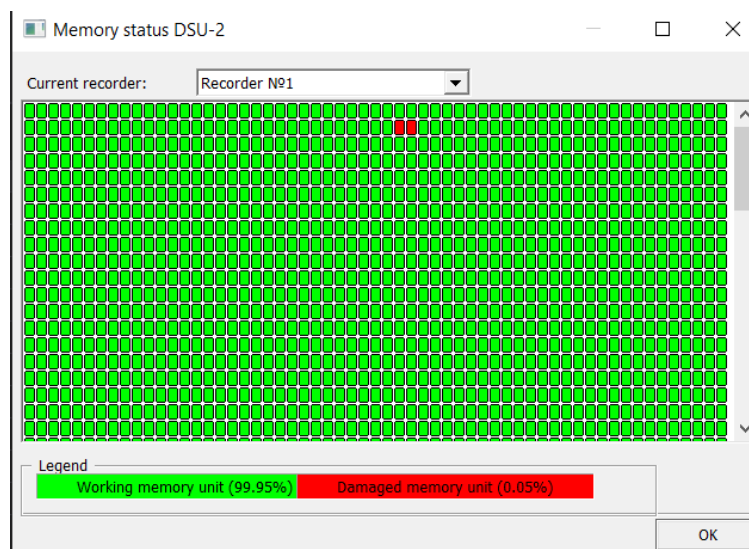 Memory status DSU-2
Current recorder: Recorder №1
Legend
Working memory unit (99.95%) Damaged memory unit (0.05%)
OK